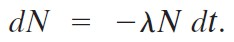 dN = −λN dt.